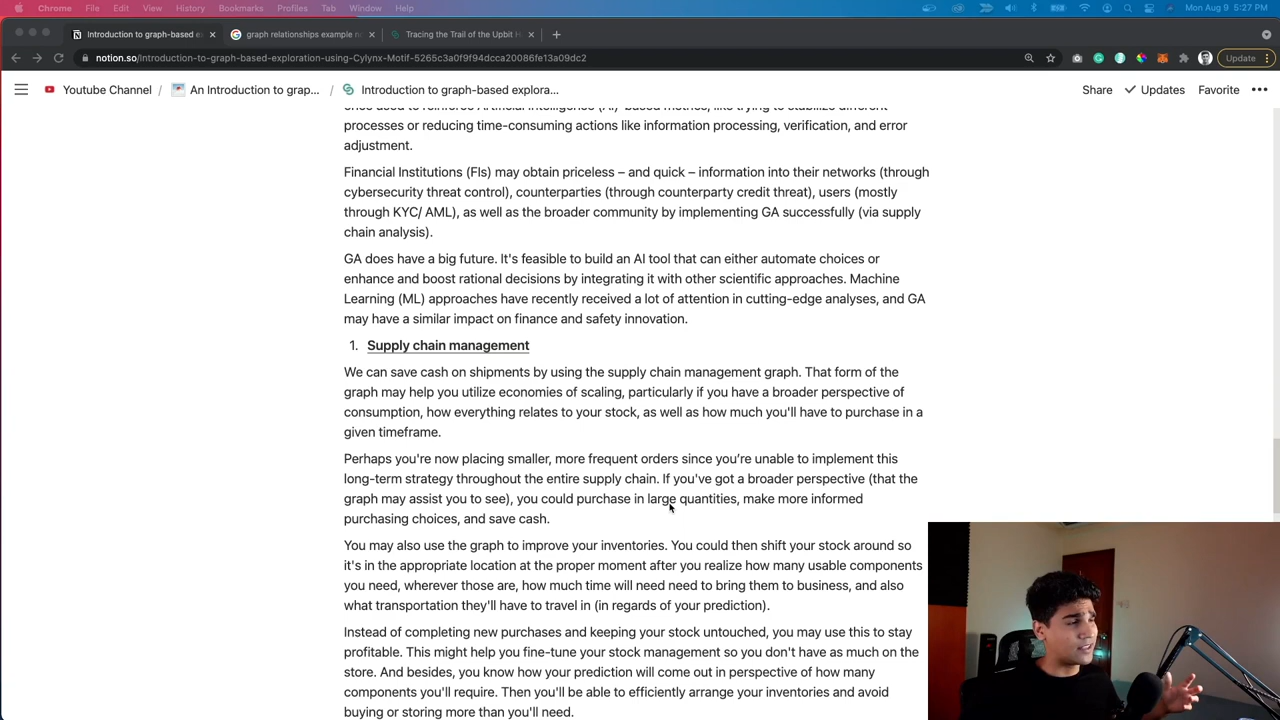 Chrome File Edit View History Bookmarks Profiles Tab Window Help Mon Aug 9 5:27 PM
Introduction to graph-based e graph relationships example n Tracing the Trail of the Upbit H
notion.so/Introduction-to-graph-based-exploration-using-Cylynx-Motif-5265c3a0f9f94dcca20086fe13a09dc2 Update
Youtube Channel / An Introduction to grap... / Introduction to graph-based explora... Share Updates Favorite
processes or reducing time-consuming actions like information processing, verification, and error
adjustment.
Financial Institutions (FIs) may obtain priceless – and quick – information into their networks (through
cybersecurity threat control), counterparties (through counterparty credit threat), users (mostly
through KYC/ AML), as well as the broader community by implementing GA successfully (via supply
chain analysis).
GA does have a big future. It's feasible to build an AI tool that can either automate choices or
enhance and boost rational decisions by integrating it with other scientific approaches. Machine
Learning (ML) approaches have recently received a lot of attention in cutting-edge analyses, and GA
may have a similar impact on finance and safety innovation.
1. Supply chain management
We can save cash on shipments by using the supply chain management graph. That form of the
graph may help you utilize economies of scaling, particularly if you have a broader perspective of
consumption, how everything relates to your stock, as well as how much you'll have to purchase in a
given timeframe.
Perhaps you're now placing smaller, more frequent orders since you're unable to implement this
long-term strategy throughout the entire supply chain. If you've got a broader perspective (that the
graph may assist you to see), you could purchase in large quantities, make more informed
purchasing choices, and save cash.
You may also use the graph to improve your inventories. You could then shift your stock around so
it's in the appropriate location at the proper moment after you realize how many usable components
you need, wherever those are, how much time will need need to bring them to business, and also
what transportation they'll have to travel in (in regards of your prediction).
Instead of completing new purchases and keeping your stock untouched, you may use this to stay
profitable. This might help you fine-tune your stock management so you don't have as much on the
store. And besides, you know how your prediction will come out in perspective of how many
components you'll require. Then you'll be able to efficiently arrange your inventories and avoid
buying or storing more than you'll need.